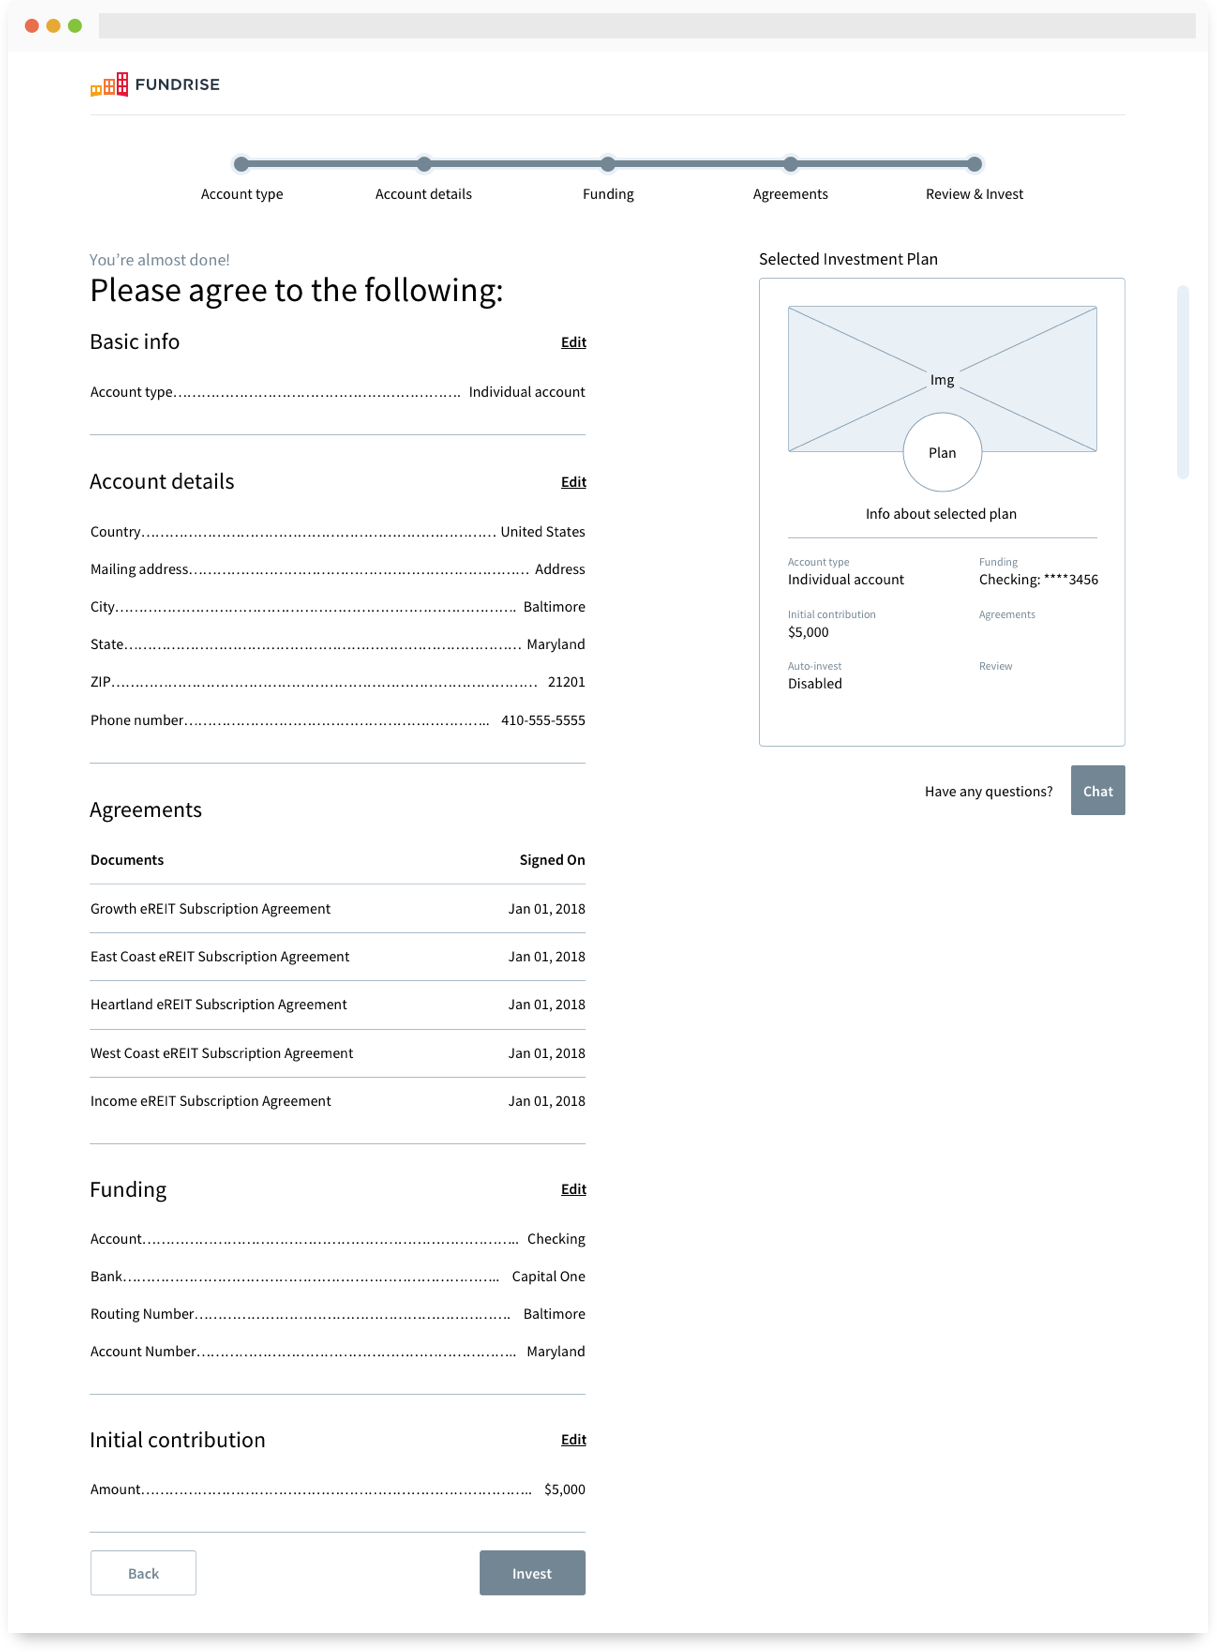 FUNDRISE
Account type Account details Funding Agreements Review & Invest
You're almost done!
Please agree to the following:
Basic info Edit
Account type........................................................ Individual account
Account details Edit
Country........................................................ United States
Mailing address........................................................ Address
City........................................................ Baltimore
State........................................................ Maryland
ZIP........................................................ 21201
Phone number........................................................ 410-555-5555
Agreements
Documents Signed On
Growth eREIT Subscription Agreement Jan 01, 2018
East Coast eREIT Subscription Agreement Jan 01, 2018
Heartland eREIT Subscription Agreement Jan 01, 2018
West Coast eREIT Subscription Agreement Jan 01, 2018
Income eREIT Subscription Agreement Jan 01, 2018
Funding Edit
Account........................................................ Checking
Bank........................................................ Capital One
Routing Number........................................................ Baltimore
Account Number........................................................ Maryland
Initial contribution Edit
Amount........................................................ $5,000
Back Invest
Selected Investment Plan
Img
Plan
Info about selected plan
Account type Funding
Individual account Checking: ****3456
Initial contribution Agreements
$5,000
Auto-invest Review
Disabled
Have any questions? Chat